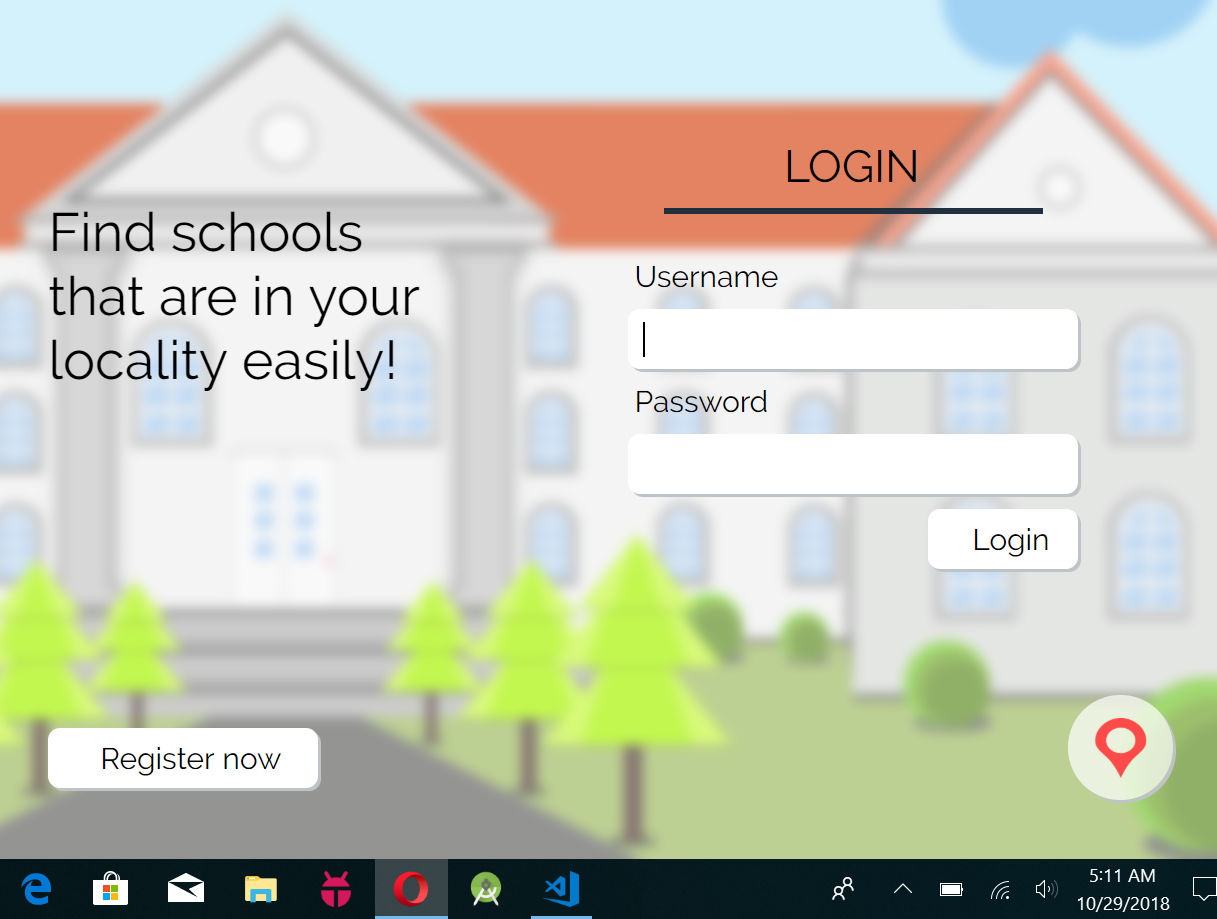 LOGIN
Find schools
that are in your
locality easily!
Username
Password
Login
Register now
5:11 AM
10/29/2018